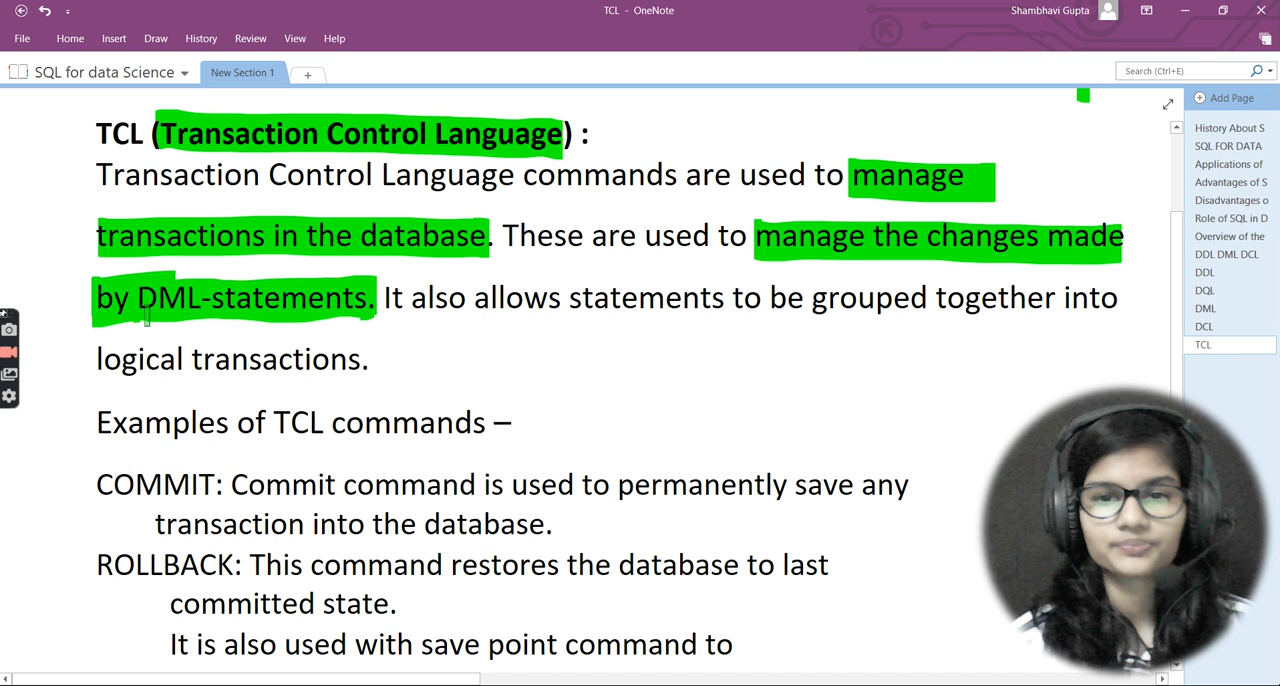 TCL - OneNote
Shambhavi Gupta
File Home Insert Draw History Review View Help
SQL for data Science
New Section 1
+
Search (Ctrl+E)
Add Page
TCL (Transaction Control Language) :
Transaction Control Language commands are used to manage
transactions in the database. These are used to manage the changes made
by DML-statements. It also allows statements to be grouped together into
logical transactions.
Examples of TCL commands –
COMMIT: Commit command is used to permanently save any
transaction into the database.
ROLLBACK: This command restores the database to last
committed state.
It is also used with save point command to
History About S
SQL FOR DATA
Applications of
Advantages of S
Disadvantages o
Role of SQL in D
Overview of the
DDL DML DCL
DDL
DQL
DML
DCL
TCL